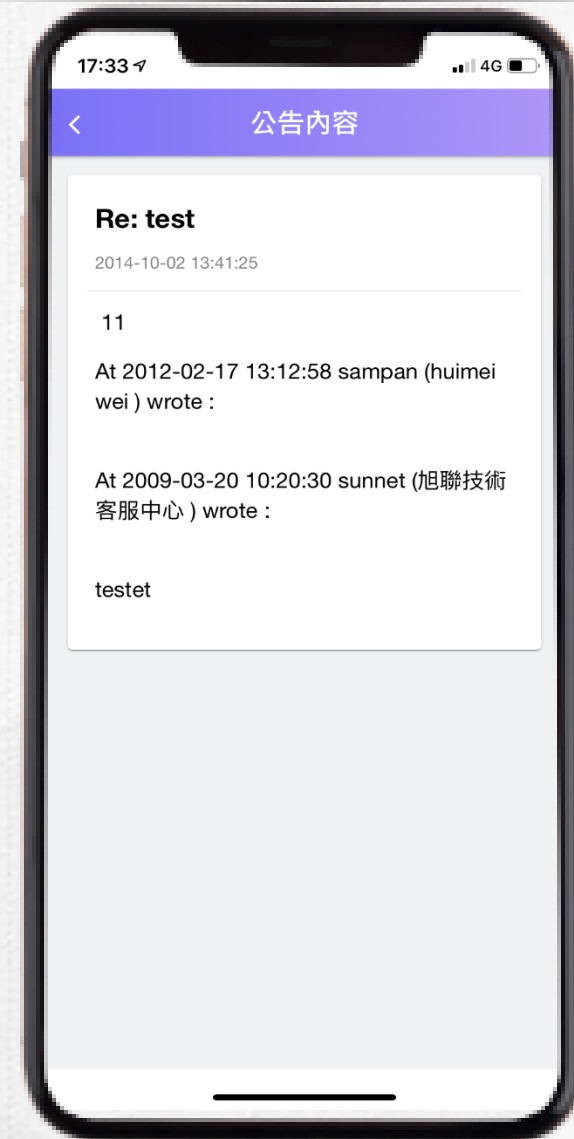 17:33
4G
公告內容
Re: test
2014-10-02 13:41:25
11
At 2012-02-17 13:12:58 sampan (huimei
wei ) wrote :
At 2009-03-20 10:20:30 sunnet (旭聯技術
客服中心 ) wrote :
testet